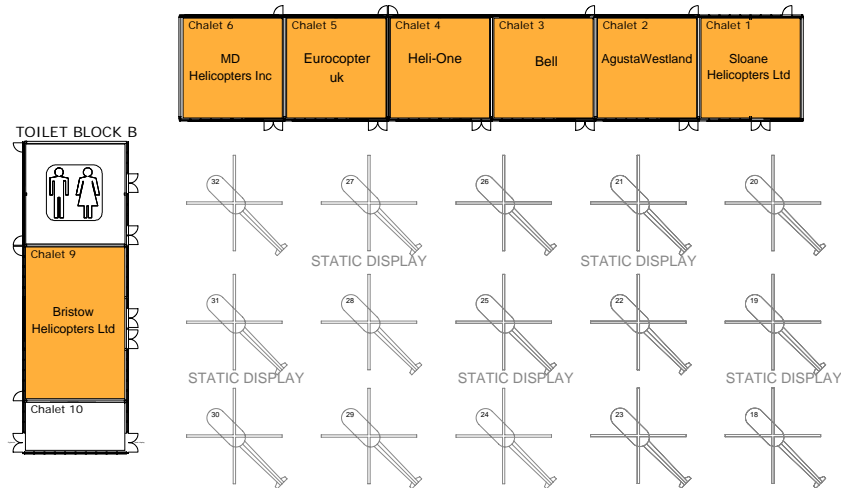 Chalet 6
Chalet 5
Chalet 4
Chalet 3
Chalet 2
Chalet 1
MD
Helicopters Inc
Eurocopter
uk
Heli-One
Bell
AgustaWestland
Sloane
Helicopters Ltd
TOILET BLOCK B
Chalet 9
Bristow
Helicopters Ltd
Chalet 10
32
27
26
21
20
STATIC DISPLAY
STATIC DISPLAY
31
28
25
22
19
STATIC DISPLAY
STATIC DISPLAY
STATIC DISPLAY
30
29
24
23
18